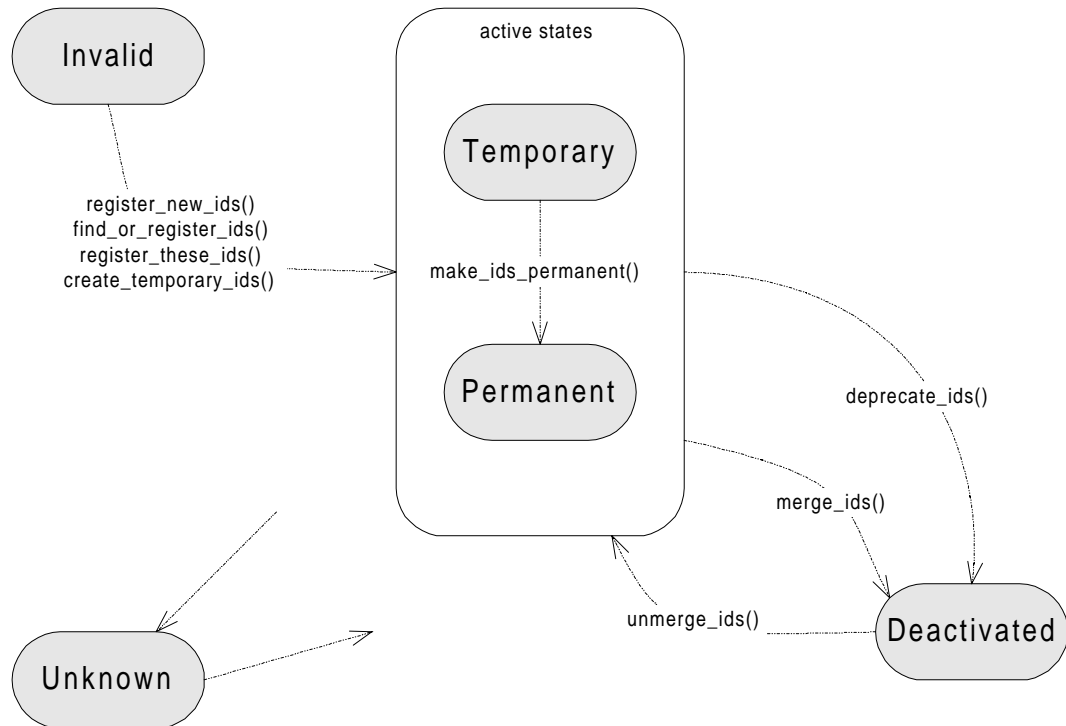 active states
Invalid
Temporary
register_new_ids()
find_or_register_ids()
register_these_ids()
create_temporary_ids()
make_ids_permanent()
Permanent
deprecate_ids()
merge_ids()
unmerge_ids()
Deactivated
Unknown